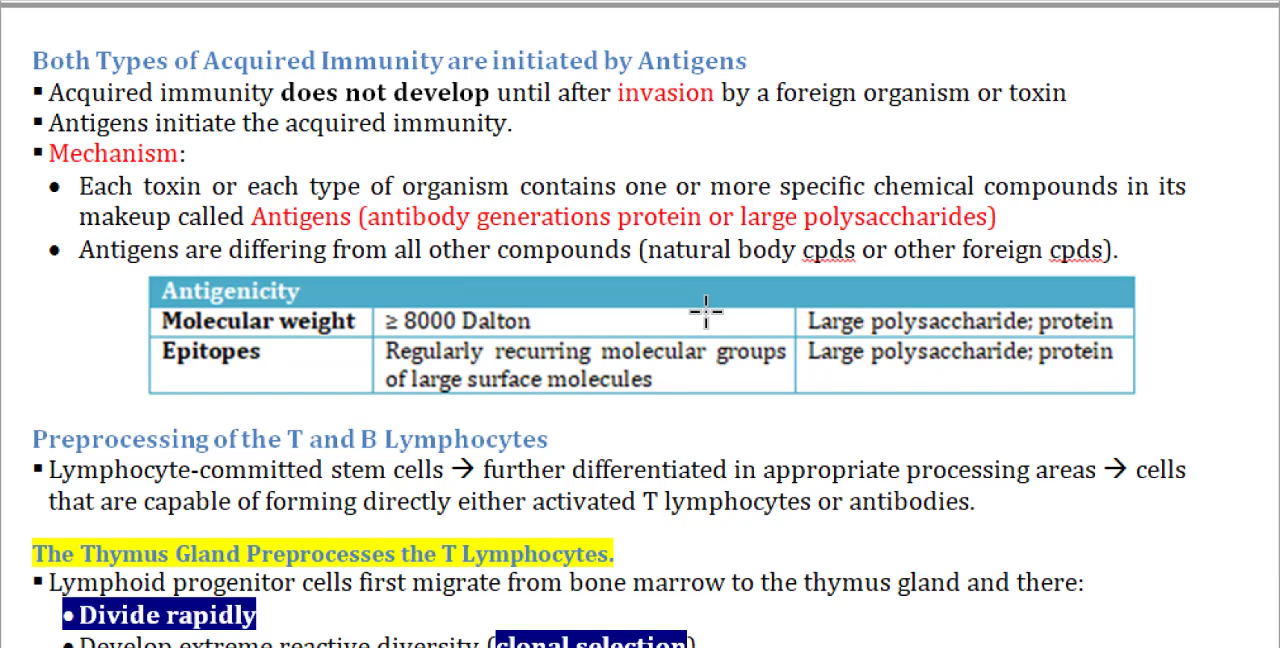 Both Types of Acquired Immunity are initiated by Antigens
▪ Acquired immunity does not develop until after invasion by a foreign organism or toxin
▪ Antigens initiate the acquired immunity.
▪ Mechanism:
• Each toxin or each type of organism contains one or more specific chemical compounds in its
makeup called Antigens (antibody generations protein or large polysaccharides)
• Antigens are differing from all other compounds (natural body cpds or other foreign cpds).
Antigenicity
Molecular weight ≥ 8000 Dalton Large polysaccharide; protein
Epitopes Regularly recurring molecular groups Large polysaccharide; protein
of large surface molecules
Preprocessing of the T and B Lymphocytes
▪ Lymphocyte-committed stem cells → further differentiated in appropriate processing areas → cells
that are capable of forming directly either activated T lymphocytes or antibodies.
The Thymus Gland Preprocesses the T Lymphocytes.
▪ Lymphoid progenitor cells first migrate from bone marrow to the thymus gland and there:
• Divide rapidly
• Develop extreme reactive diversity (clonal selection)